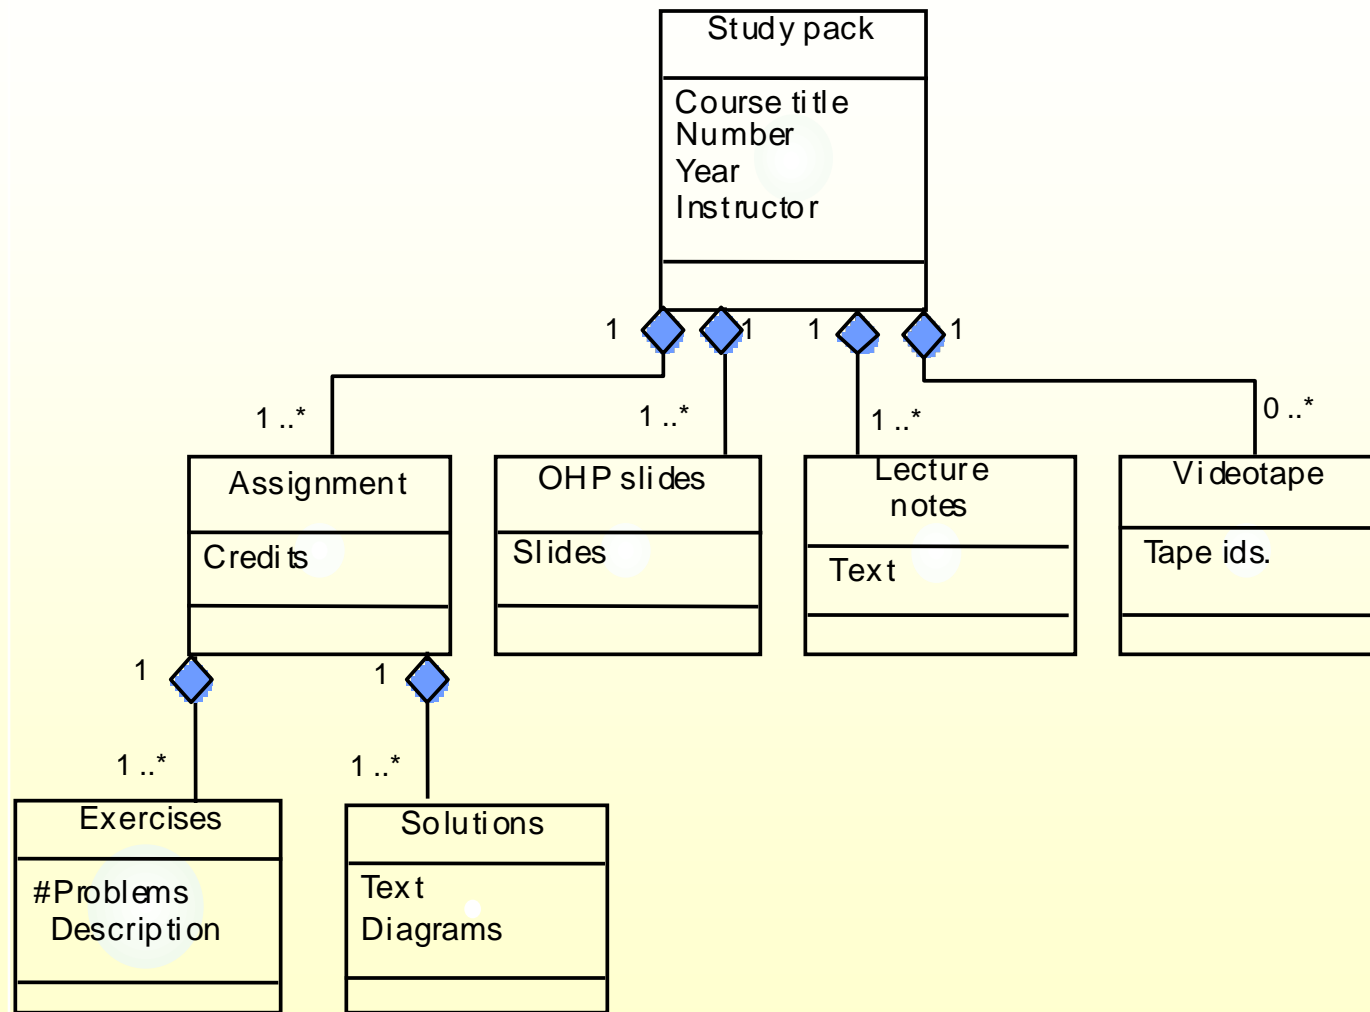 Study pack
Course title
Number
Year
Instructor
1
1
1
1
1 ..*
1 ..*
1 ..*
0 ..*
Assignment
Credits
OHP slides
Slides
Lecture
notes
Text
Videotape
Tape ids.
1
1
1 ..*
1 ..*
Exercises
#Problems
Description
Solutions
Text
Diagrams